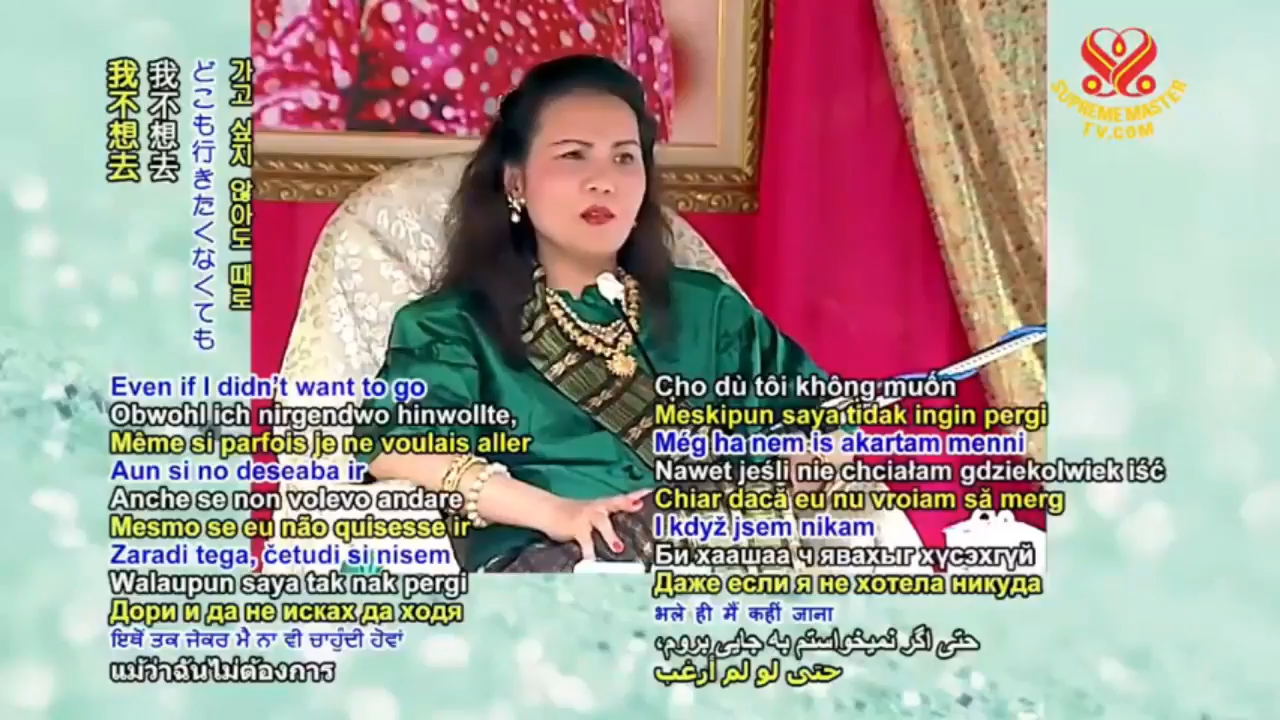 我不想去
我不想去
どこも行きたくなくても
가고 싶지 않아도 때로
SUPREME MASTER
TV.COM
Even if I didn't want to go
Obwohl ich nirgendwo hinwollte,
Même si parfois je ne voulais aller
Aun si no deseaba ir
Anche se non volevo andare
Mesmo se eu não quisesse ir
Zaradi tega, četudi si nisem
Walaupun saya tak nak pergi
Дори и да не исках да ходя
ਇਥੋਂ ਤਕ ਜੇਕਰ ਮੈ ਨਾ ਵੀ ਚਾਹੁੰਦੀ ਹੋਵਾਂ
แม้ว่าฉันไม่ต้องการ
Cho dù tôi không muốn
Meskipun saya tidak ingin pergi
Még ha nem is akartam menni
Nawet jeśli nie chciałam gdziekolwiek iść
Chiar dacă eu nu vroiam să merg
I když jsem nikam
Би хаашаа ч явахыг хүсэхгүй
Даже если я не хотела никуда
भले ही मैं कहीं जाना
حتی اگر نمیخواستم به جایی بروم،
حتى لو لم أرغب